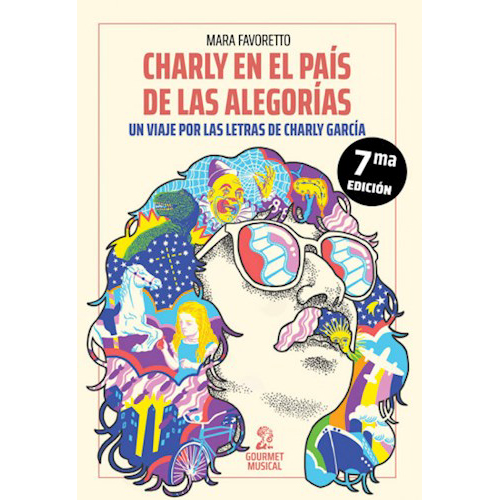 MARA FAVORETTO
CHARLY EN EL PAÍS
DE LAS ALEGORÍAS
UN VIAJE POR LAS LETRAS DE CHARLY GARCÍA
7ma
EDICIÓN
GOURMET
MUSICAL